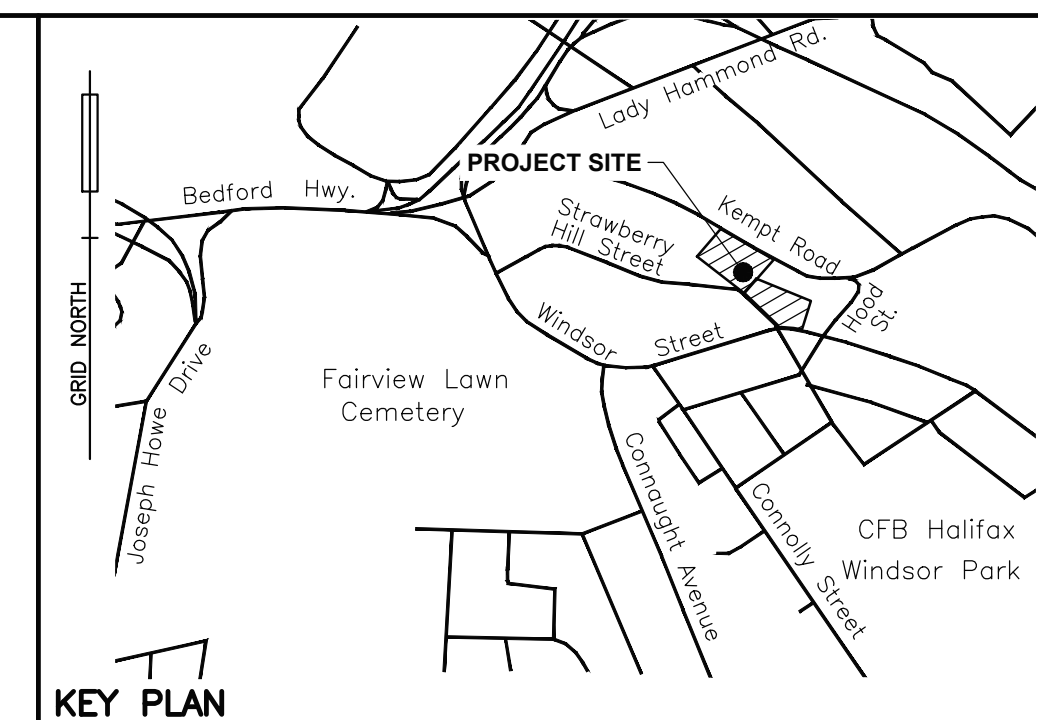 Lady Hammond Rd.
PROJECT SITE
Bedford Hwy.
Strawberry
Hill Street
Kempt Road
Hood
St.
GRID NORTH
Windsor Street
Joseph Howe Drive
Fairview Lawn
Cemetery
Connaught Avenue
Connolly Street
CFB Halifax
Windsor Park
KEY PLAN